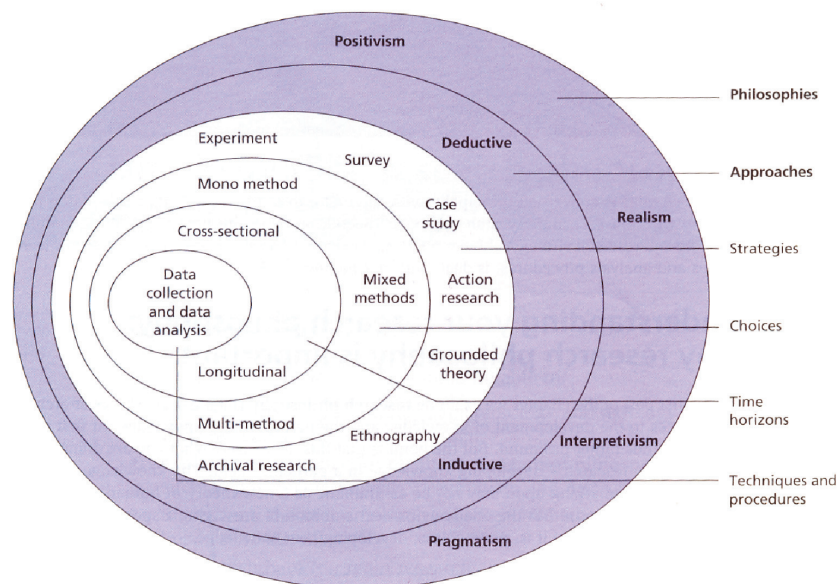 Positivism
Philosophies
Experiment
Deductive
Survey
Approaches
Mono method
Case
study
Realism
Cross-sectional
Strategies
Data
collection
and data
analysis
Mixed
methods
Action
research
Choices
Grounded
theory
Longitudinal
Time
horizons
Multi-method
Ethnography
Interpretivism
Archival research
Inductive
Techniques and
procedures
Pragmatism